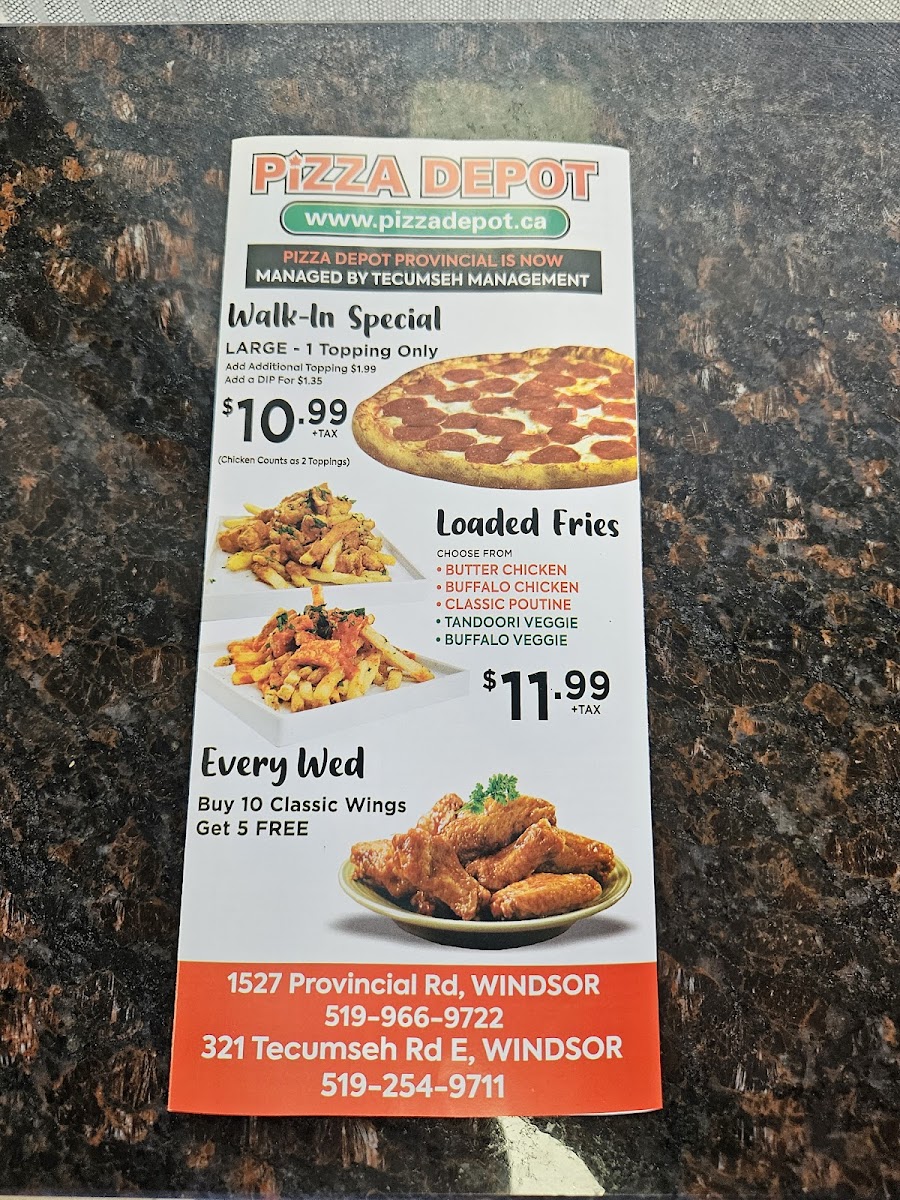 PiZZA DEPOT
www.pizzadepot.ca
PIZZA DEPOT PROVINCIAL IS NOW
MANAGED BY TECUMSEH MANAGEMENT
Walk-In Special
LARGE - 1 Topping Only
Add Additional Topping $1.99
Add a DIP For $1.35
$10.99
+TAX
(Chicken Counts as 2 Toppings)
Loaded Fries
CHOOSE FROM
• BUTTER CHICKEN
• BUFFALO CHICKEN
• CLASSIC POUTINE
• TANDOORI VEGGIE
• BUFFALO VEGGIE
$11.99
+TAX
Every Wed
Buy 10 Classic Wings
Get 5 FREE
1527 Provincial Rd, WINDSOR
519-966-9722
321 Tecumseh Rd E, WINDSOR
519-254-9711